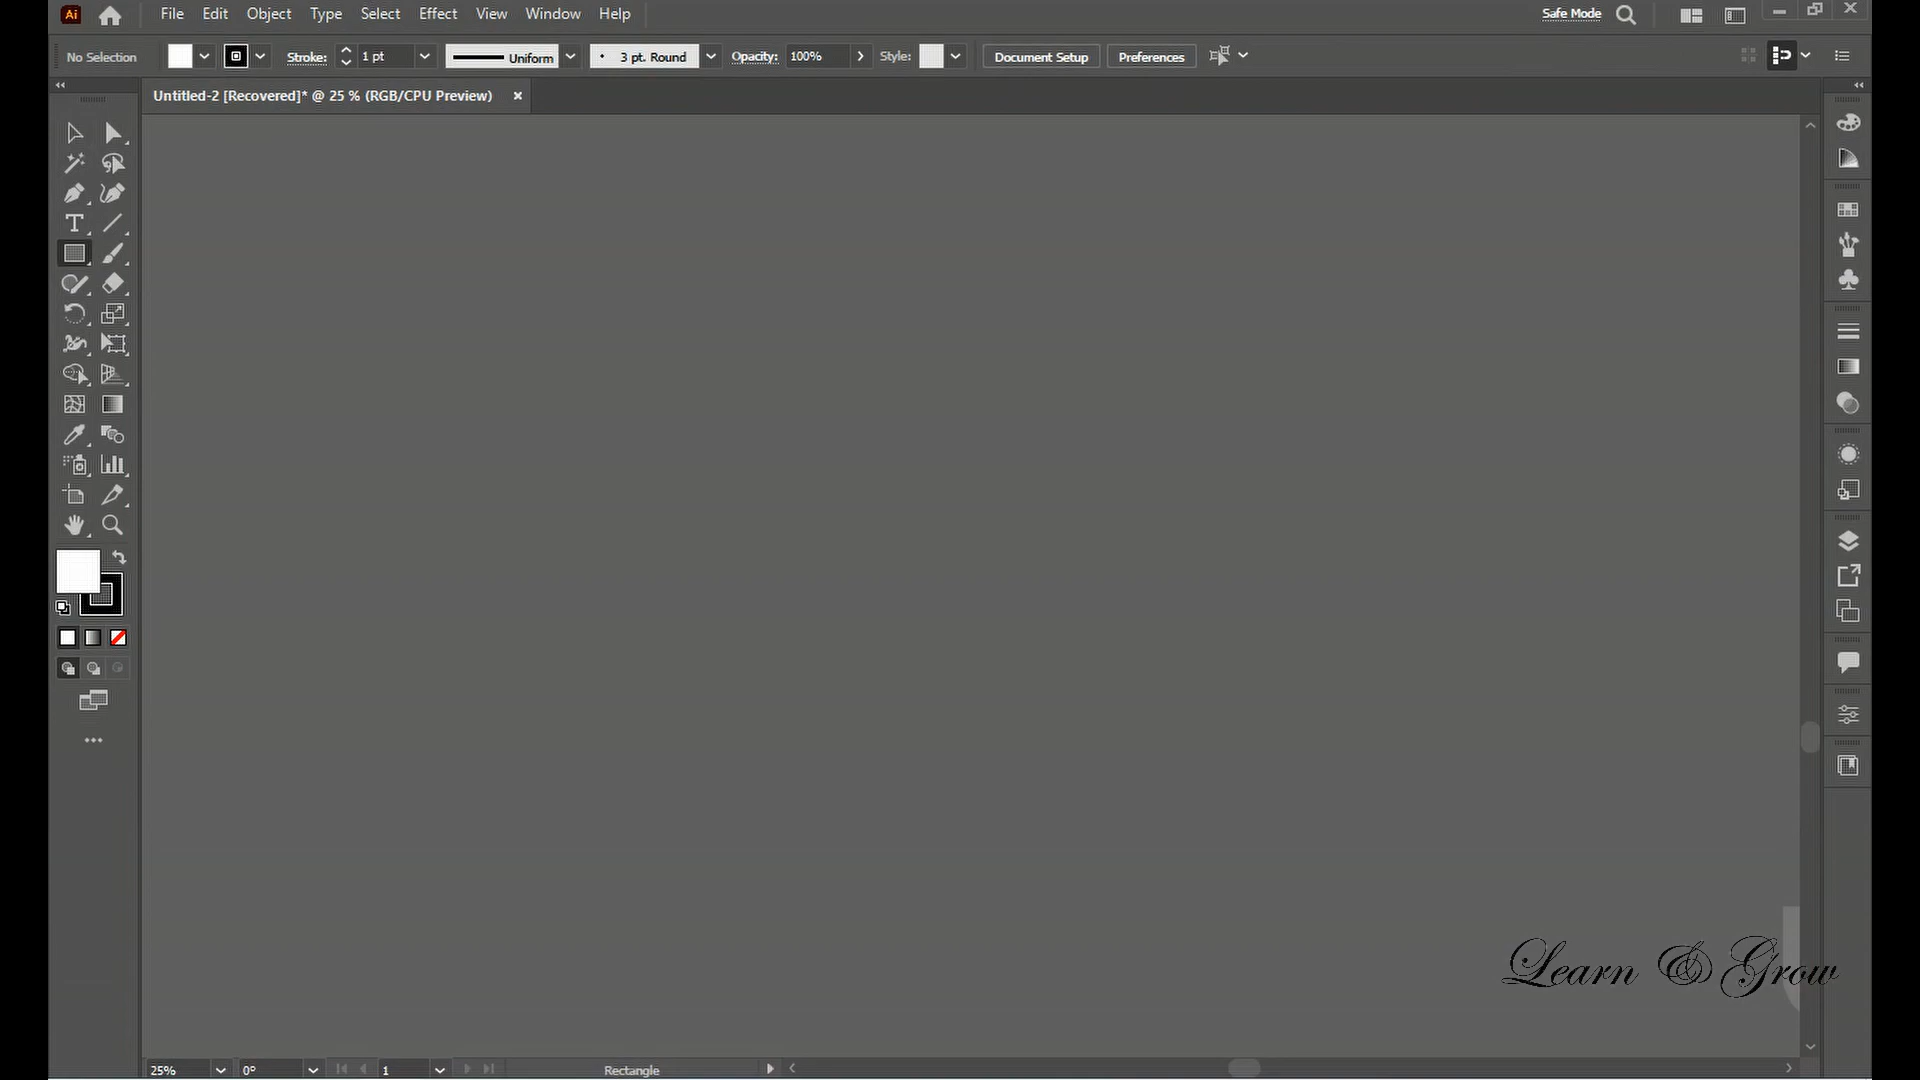 Ai File Edit Object Type Select Effect View Window Help Safe Mode
No Selection Stroke: 1 pt Uniform 3 pt. Round Opacity: 100% Style: Document Setup Preferences
Untitled-2 [Recovered]* @ 25 % (RGB/CPU Preview)
Learn & Grow
25% 0° 1 Rectangle